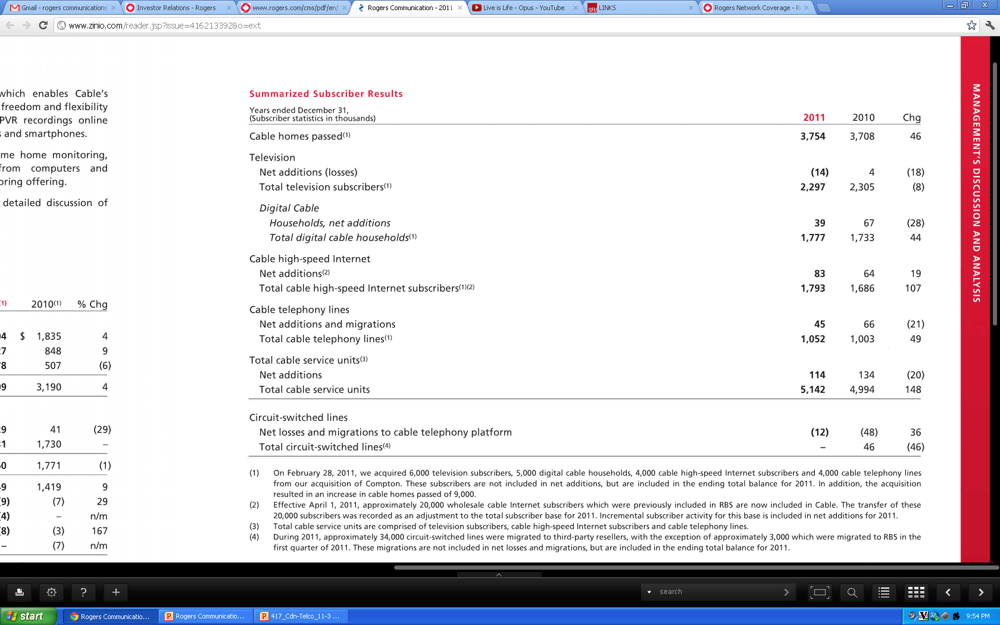 Gmail - rogers communications
Investor Relations - Rogers
www.rogers.com/cms/pdf/en/
Rogers Communication - 2011
Live is Life - Opus - YouTube
SFU LINKS
Rogers Network Coverage - R
www.zinio.com/reader.jsp?issue=416213392&o=ext
which enables Cable's
freedom and flexibility
PVR recordings online
s and smartphones.
me home monitoring,
from computers and
oring offering.
detailed discussion of
(1) 2010(1) % Chg
04 $ 1,835 4
27 848 9
78 507 (6)
09 3,190 4
29 41 (29)
31 1,730 –
60 1,771 (1)
49 1,419 9
(9) (7) 29
(4) – n/m
(8) (3) 167
– (7) n/m
Summarized Subscriber Results
Years ended December 31,
(Subscriber statistics in thousands) 2011 2010 Chg
Cable homes passed(1) 3,754 3,708 46
Television
Net additions (losses) (14) 4 (18)
Total television subscribers(1) 2,297 2,305 (8)
Digital Cable
Households, net additions 39 67 (28)
Total digital cable households(1) 1,777 1,733 44
Cable high-speed Internet
Net additions(2) 83 64 19
Total cable high-speed Internet subscribers(1)(2) 1,793 1,686 107
Cable telephony lines
Net additions and migrations 45 66 (21)
Total cable telephony lines(1) 1,052 1,003 49
Total cable service units(3)
Net additions 114 134 (20)
Total cable service units 5,142 4,994 148
Circuit-switched lines
Net losses and migrations to cable telephony platform (12) (48) 36
Total circuit-switched lines(4) – 46 (46)
(1) On February 28, 2011, we acquired 6,000 television subscribers, 5,000 digital cable households, 4,000 cable high-speed Internet subscribers and 4,000 cable telephony lines
from our acquisition of Compton. These subscribers are not included in net additions, but are included in the ending total balance for 2011. In addition, the acquisition
resulted in an increase in cable homes passed of 9,000.
(2) Effective April 1, 2011, approximately 20,000 wholesale cable Internet subscribers which were previously included in RBS are now included in Cable. The transfer of these
20,000 subscribers was recorded as an adjustment to the total subscriber base for 2011. Incremental subscriber activity for this base is included in net additions for 2011.
(3) Total cable service units are comprised of television subscribers, cable high-speed Internet subscribers and cable telephony lines.
(4) During 2011, approximately 34,000 circuit-switched lines were migrated to third-party resellers, with the exception of approximately 3,000 which were migrated to RBS in the
first quarter of 2011. These migrations are not included in net losses and migrations, but are included in the ending total balance for 2011.
MANAGEMENT'S DISCUSSION AND ANALYSIS
search
start
Rogers Communicatio...
Rogers Communicatio...
417_Cdn-Telco_11-3 ...
9:54 PM